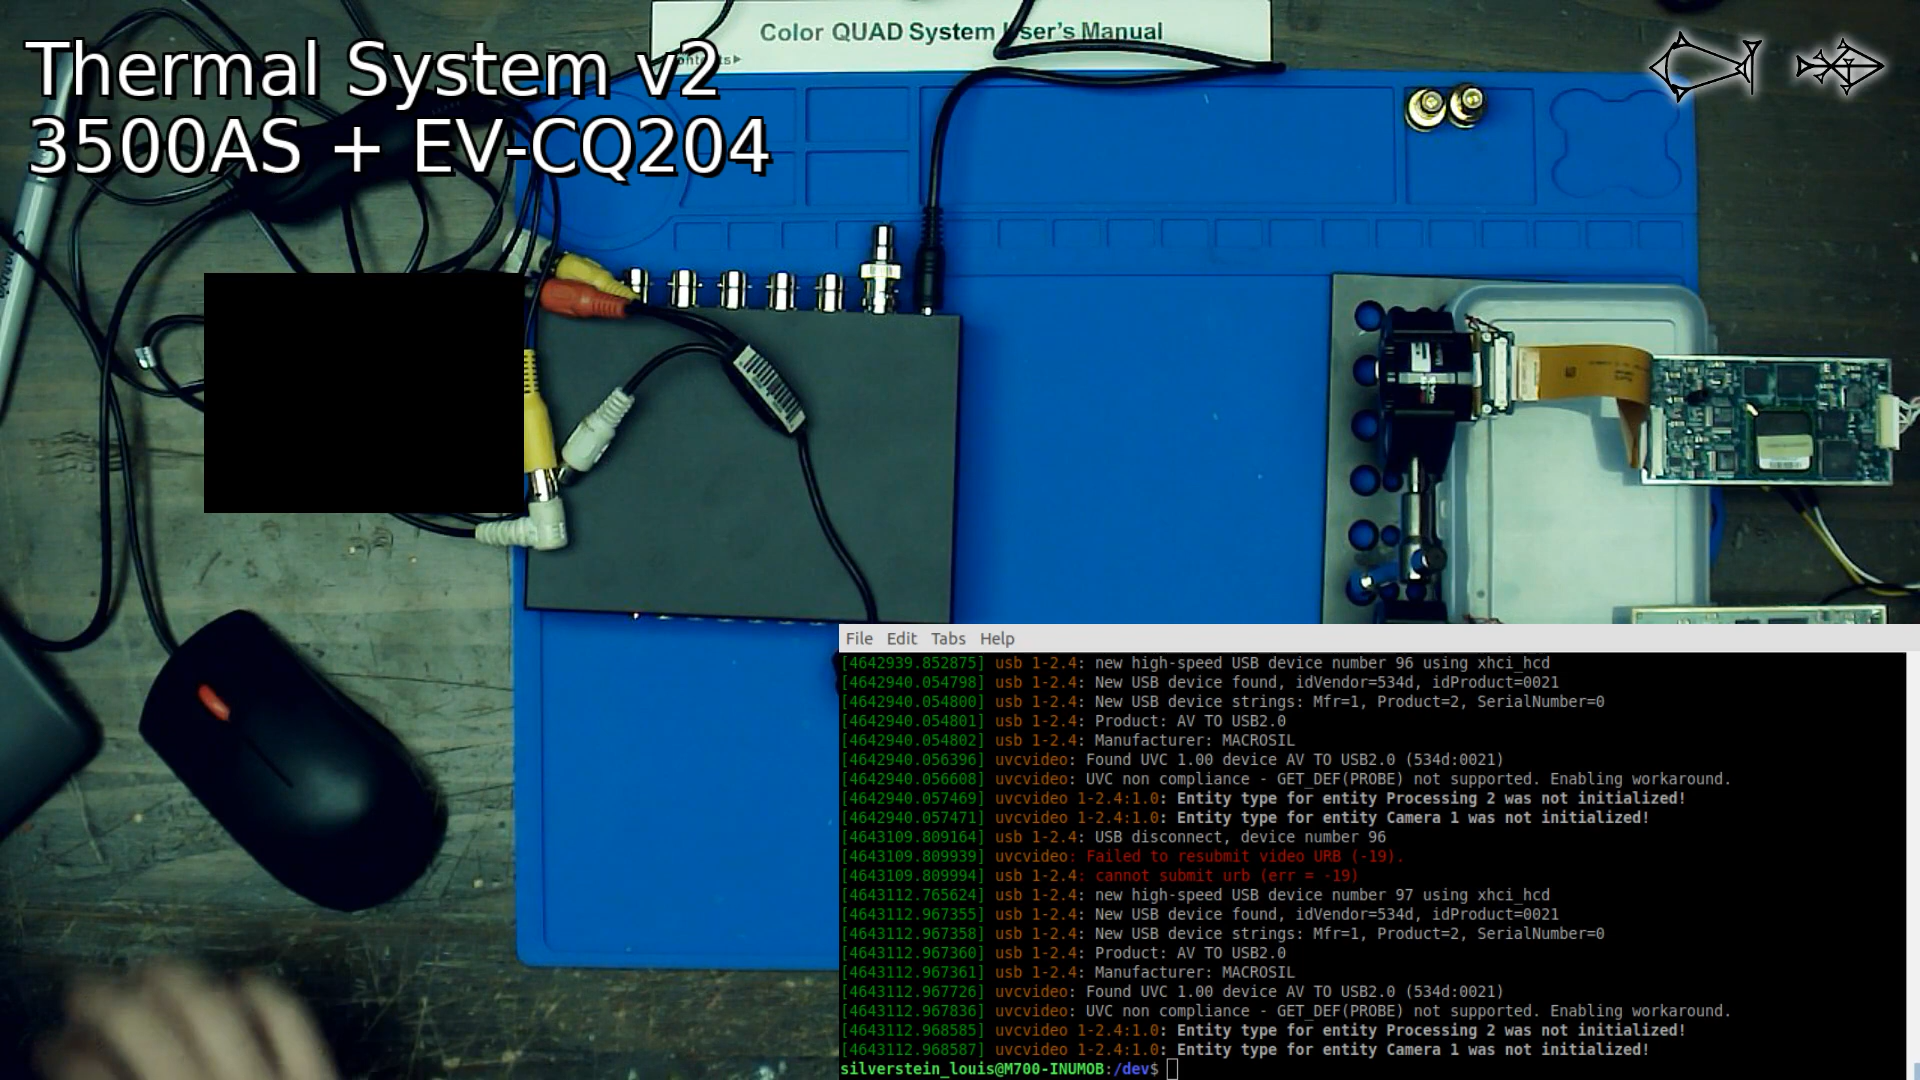 Color QUAD System User's Manual
Thermal System v2
3500AS + EV-CQ204
File Edit Tabs Help
[4642939.852875] usb 1-2.4: new high-speed USB device number 96 using xhci_hcd
[4642940.054798] usb 1-2.4: New USB device found, idVendor=534d, idProduct=0021
[4642940.054800] usb 1-2.4: New USB device strings: Mfr=1, Product=2, SerialNumber=0
[4642940.054801] usb 1-2.4: Product: AV TO USB2.0
[4642940.054802] usb 1-2.4: Manufacturer: MACROSIL
[4642940.056396] uvcvideo: Found UVC 1.00 device AV TO USB2.0 (534d:0021)
[4642940.056608] uvcvideo: UVC non compliance - GET_DEF(PROBE) not supported. Enabling workaround.
[4642940.057469] uvcvideo 1-2.4:1.0: Entity type for entity Processing 2 was not initialized!
[4642940.057471] uvcvideo 1-2.4:1.0: Entity type for entity Camera 1 was not initialized!
[4643109.809164] usb 1-2.4: USB disconnect, device number 96
[4643109.809939] uvcvideo: Failed to resubmit video URB (-19).
[4643109.809994] usb 1-2.4: cannot submit urb (err = -19)
[4643112.765624] usb 1-2.4: new high-speed USB device number 97 using xhci_hcd
[4643112.967355] usb 1-2.4: New USB device found, idVendor=534d, idProduct=0021
[4643112.967358] usb 1-2.4: New USB device strings: Mfr=1, Product=2, SerialNumber=0
[4643112.967360] usb 1-2.4: Product: AV TO USB2.0
[4643112.967361] usb 1-2.4: Manufacturer: MACROSIL
[4643112.967726] uvcvideo: Found UVC 1.00 device AV TO USB2.0 (534d:0021)
[4643112.967836] uvcvideo: UVC non compliance - GET_DEF(PROBE) not supported. Enabling workaround.
[4643112.968585] uvcvideo 1-2.4:1.0: Entity type for entity Processing 2 was not initialized!
[4643112.968587] uvcvideo 1-2.4:1.0: Entity type for entity Camera 1 was not initialized!
silverstein_louis@M700-INUMOB:/dev$